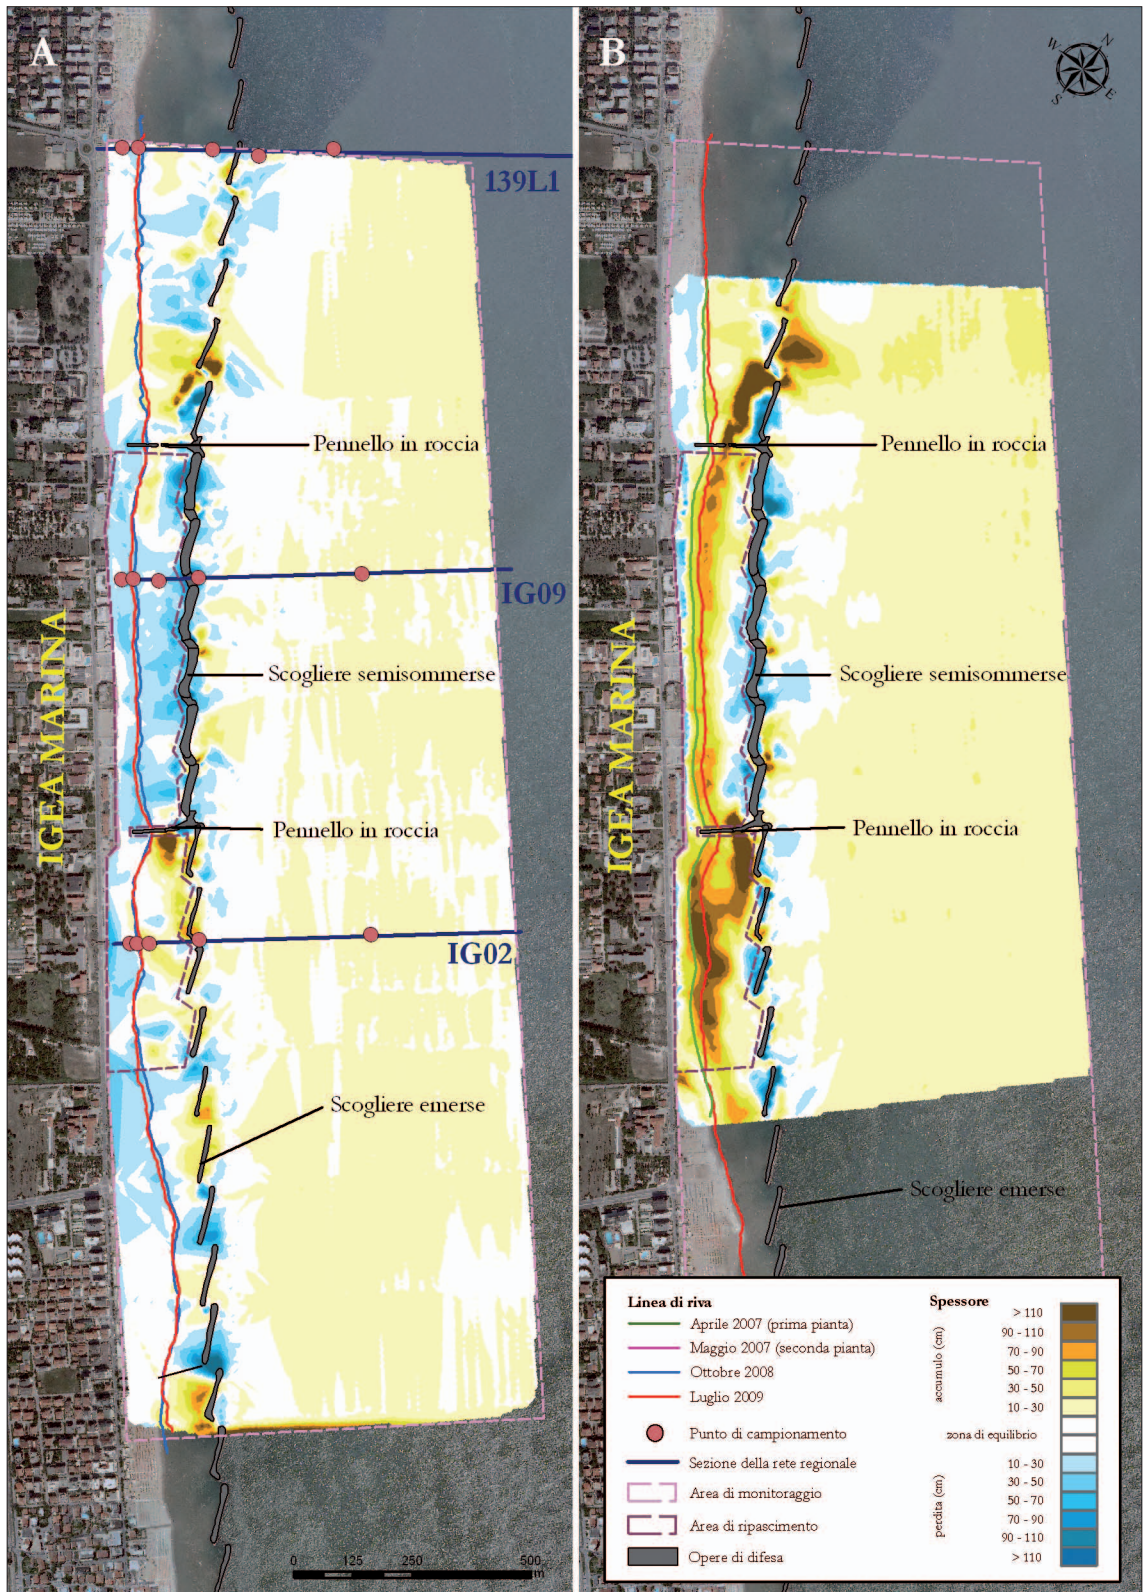 A
B
N
W
E
S
139L1
Pennello in roccia
Pennello in roccia
IG09
IGEA MARINA
IGEA MARINA
Scogliere semisommerse
Scogliere semisommerse
Pennello in roccia
Pennello in roccia
IG02
Scogliere emerse
Scogliere emerse
Linea di riva
Aprile 2007 (prima pianta)
Maggio 2007 (seconda pianta)
Ottobre 2008
Luglio 2009
Punto di campionamento
Sezione della rete regionale
Area di monitoraggio
Area di ripascimento
Opere di difesa
Spessore
accumulo (cm)
> 110
90 - 110
70 - 90
50 - 70
30 - 50
10 - 30
zona di equilibrio
perdita (cm)
10 - 30
30 - 50
50 - 70
70 - 90
90 - 110
> 110
0 125 250 500
m